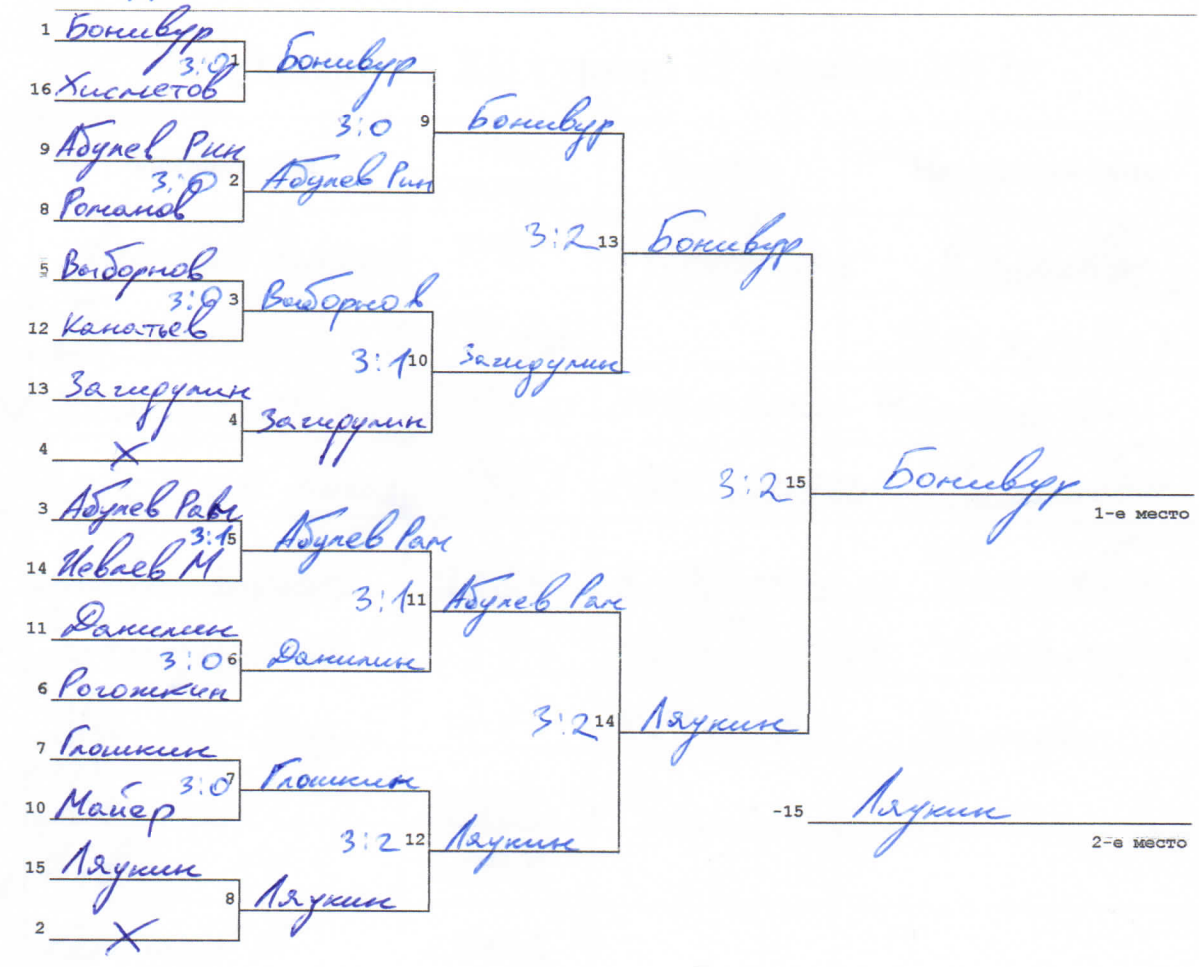 1 Бонивур
3:0 1 Бонивур
16 Хисметов
3:0 9 Бонивур
9 Абулев Рин
3:0 2 Абулев Рин
8 Романов
3:2 13 Бонивур
5 Выборнов
3:0 3 Выборнов
12 Канатьев
3:1 10 Загидулин
13 Загидулин
4 Загидулин
4 X
3:2 15 Бонивур
1-е место
3 Абулев Рам
3:1 5 Абулев Рам
14 Невлев М
3:1 11 Абулев Рам
11 Данилин
3:0 6 Данилин
6 Рогожкин
3:2 14 Ляукин
7 Глошкин
3:0 7 Глошкин
10 Майер
-15 Ляукин
3:2 12 Ляукин
2-е место
15 Ляукин
8 Ляукин
2 X